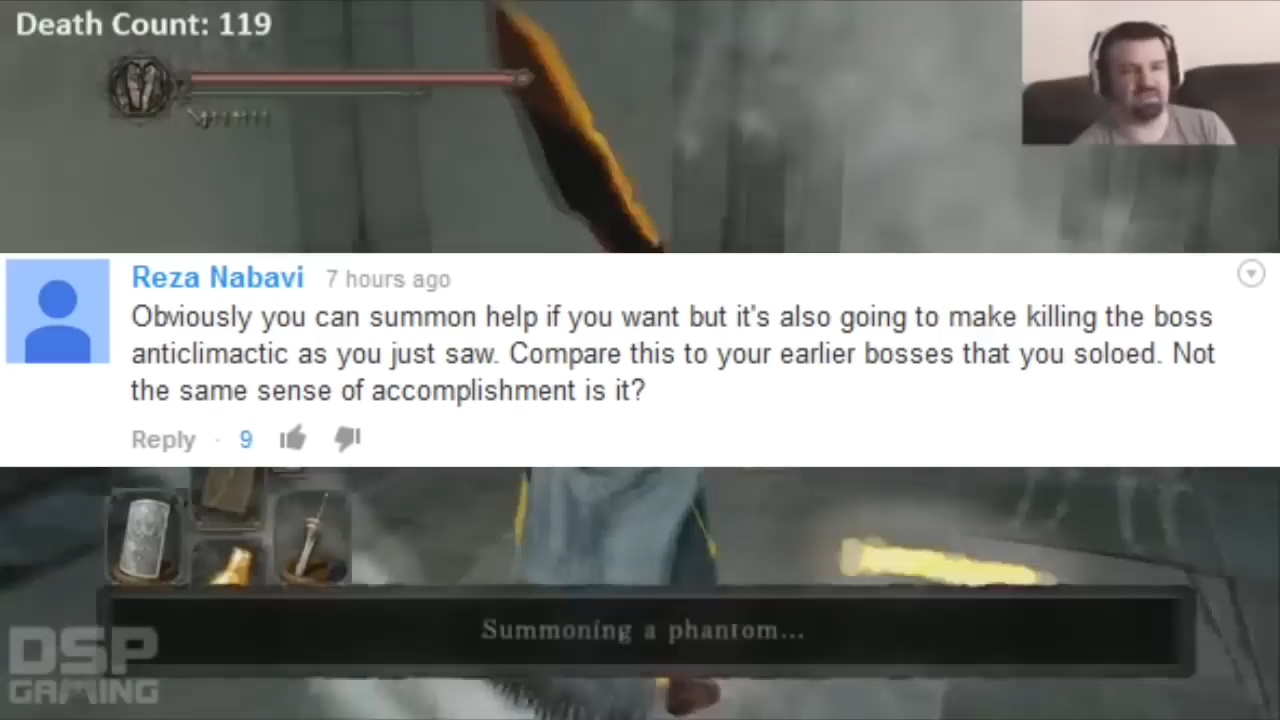 Death Count: 119
Reza Nabavi 7 hours ago
Obviously you can summon help if you want but it's also going to make killing the boss
anticlimactic as you just saw. Compare this to your earlier bosses that you soloed. Not
the same sense of accomplishment is it?
Reply · 9
Summoning a phantom...
DSP
GAMING